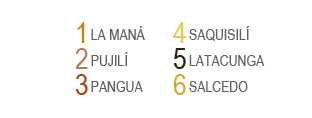 1 LA MANÁ
2 PUJILÍ
3 PANGUA
4 SAQUISILÍ
5 LATACUNGA
6 SALCEDO